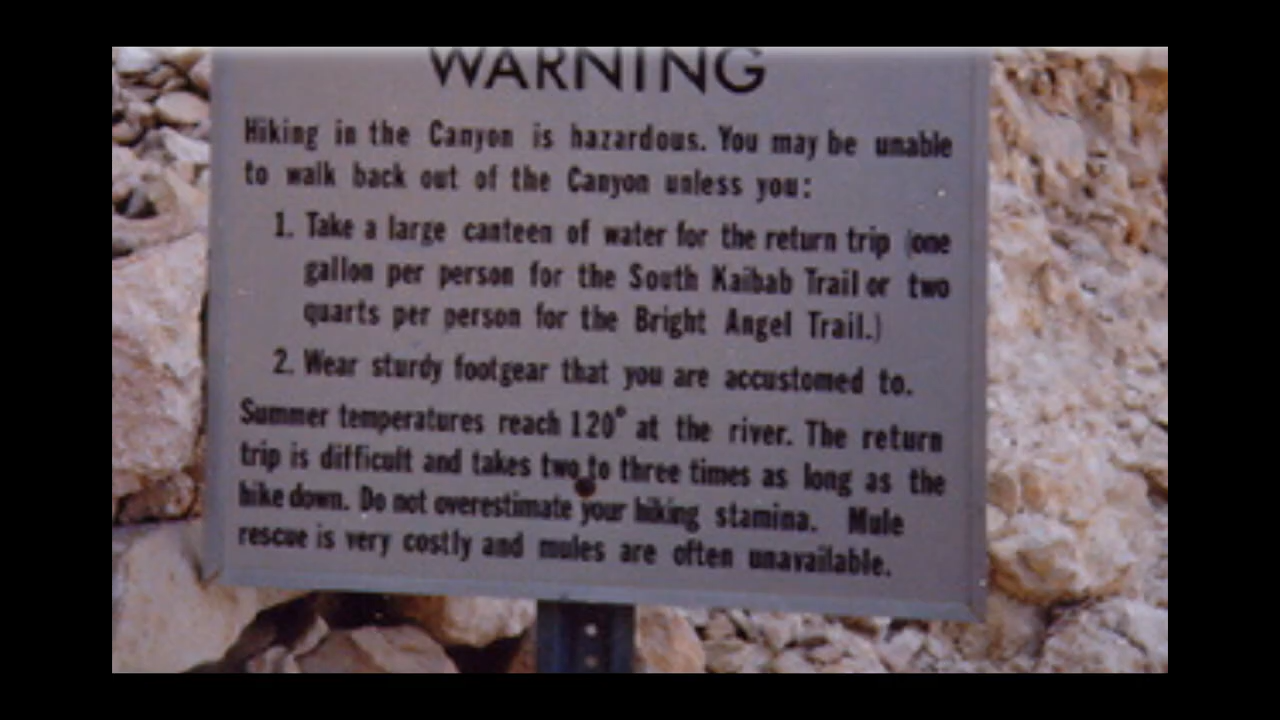 WARNING
Hiking in the Canyon is hazardous. You may be unable
to walk back out of the Canyon unless you:
1. Take a large canteen of water for the return trip (one
gallon per person for the South Kaibab Trail or two
quarts per person for the Bright Angel Trail.)
2. Wear sturdy footgear that you are accustomed to.
Summer temperatures reach 120° at the river. The return
trip is difficult and takes two to three times as long as the
hike down. Do not overestimate your hiking stamina. Mule
rescue is very costly and mules are often unavailable.